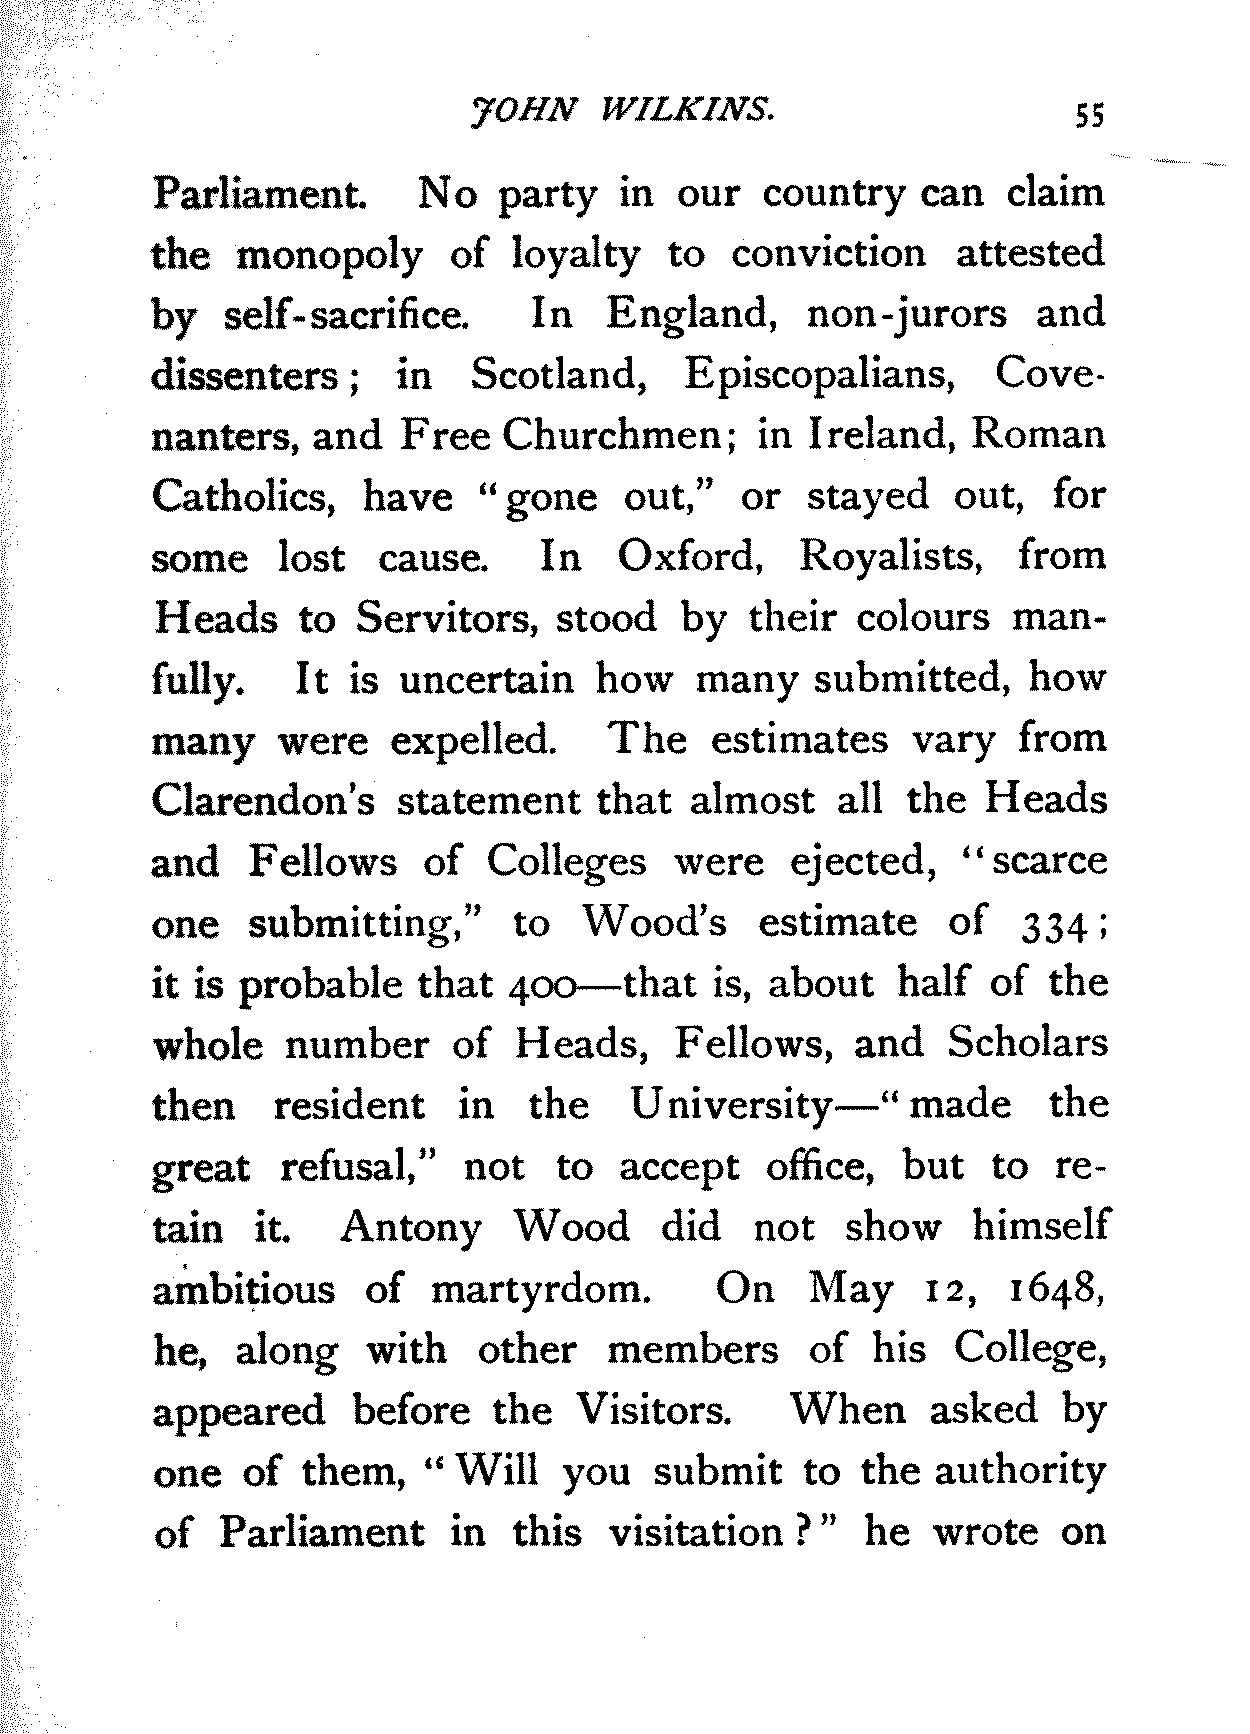 JOHN WILKINS. 55
Parliament. No party in our country can claim
the monopoly of loyalty to conviction attested
by self-sacrifice. In England, non-jurors and
dissenters; in Scotland, Episcopalians, Cove-
nanters, and Free Churchmen; in Ireland, Roman
Catholics, have "gone out," or stayed out, for
some lost cause. In Oxford, Royalists, from
Heads to Servitors, stood by their colours man-
fully. It is uncertain how many submitted, how
many were expelled. The estimates vary from
Clarendon's statement that almost all the Heads
and Fellows of Colleges were ejected, "scarce
one submitting," to Wood's estimate of 334;
it is probable that 400—that is, about half of the
whole number of Heads, Fellows, and Scholars
then resident in the University—"made the
great refusal," not to accept office, but to re-
tain it. Antony Wood did not show himself
ambitious of martyrdom. On May 12, 1648,
he, along with other members of his College,
appeared before the Visitors. When asked by
one of them, "Will you submit to the authority
of Parliament in this visitation?" he wrote on